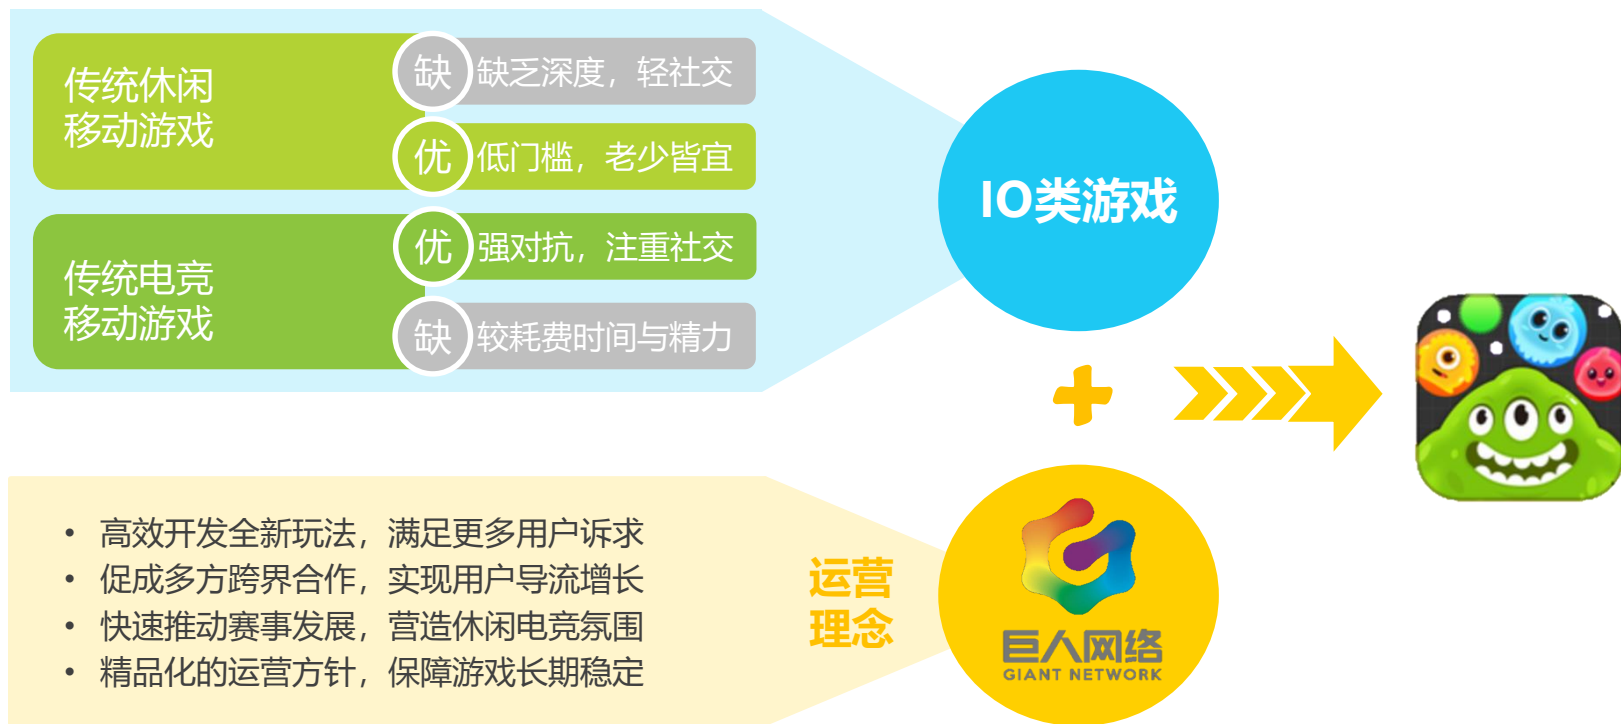 传统休闲
移动游戏
缺
缺乏深度，轻社交
优
低门槛，老少皆宜
传统电竞
移动游戏
优
强对抗，注重社交
缺
较耗费时间与精力
IO类游戏
+
• 高效开发全新玩法，满足更多用户诉求
• 促成多方跨界合作，实现用户导流增长
• 快速推动赛事发展，营造休闲电竞氛围
• 精品化的运营方针，保障游戏长期稳定
运营
理念
巨人网络
GIANT NETWORK